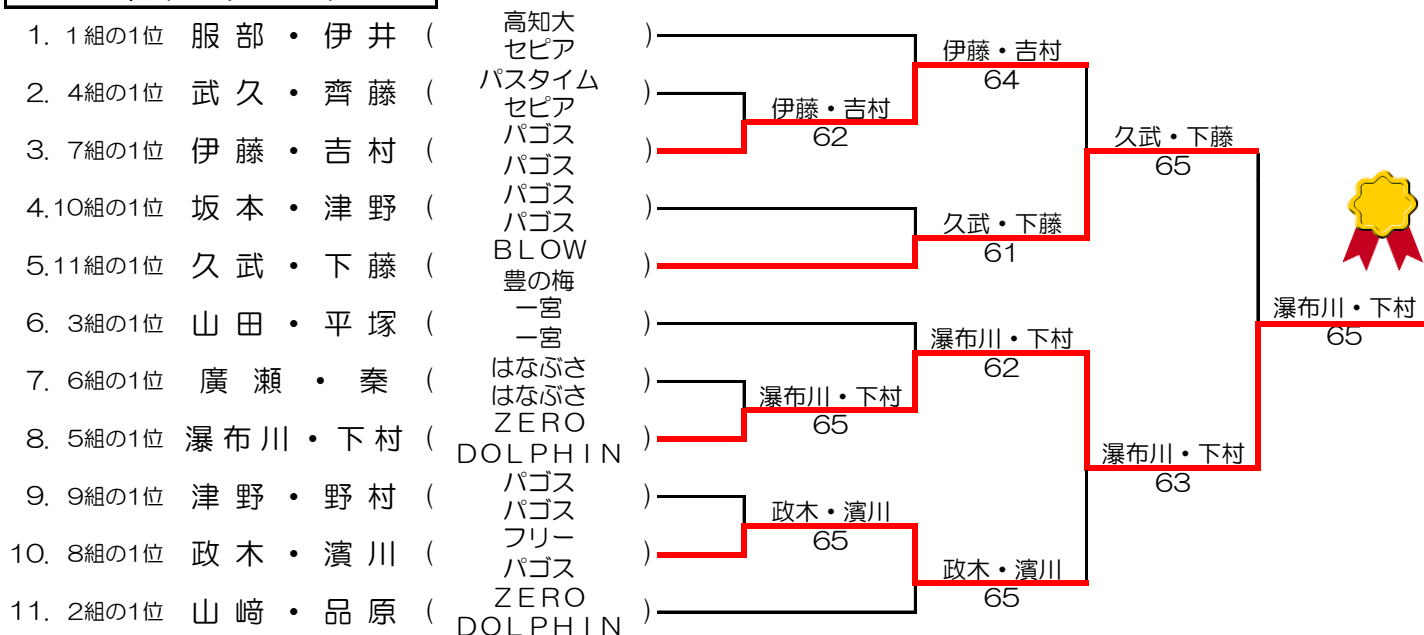 1. 1組の1位 服部・伊井 ( 高知大 セピア )
2. 4組の1位 武久・齊藤 ( パスタイム セピア )
3. 7組の1位 伊藤・吉村 ( パゴス パゴス )
4. 10組の1位 坂本・津野 ( パゴス パゴス )
5. 11組の1位 久武・下藤 ( BLOW 豊の梅 )
6. 3組の1位 山田・平塚 ( 一宮 一宮 )
7. 6組の1位 廣瀬・秦 ( はなぶさ はなぶさ )
8. 5組の1位 瀑布川・下村 ( ZERO DOLPHIN )
9. 9組の1位 津野・野村 ( パゴス パゴス )
10. 8組の1位 政木・濱川 ( フリー パゴス )
11. 2組の1位 山﨑・品原 ( ZERO DOLPHIN )
伊藤・吉村
62
瀑布川・下村
65
政木・濱川
65
伊藤・吉村
64
久武・下藤
61
瀑布川・下村
62
政木・濱川
65
久武・下藤
65
瀑布川・下村
63
瀑布川・下村
65